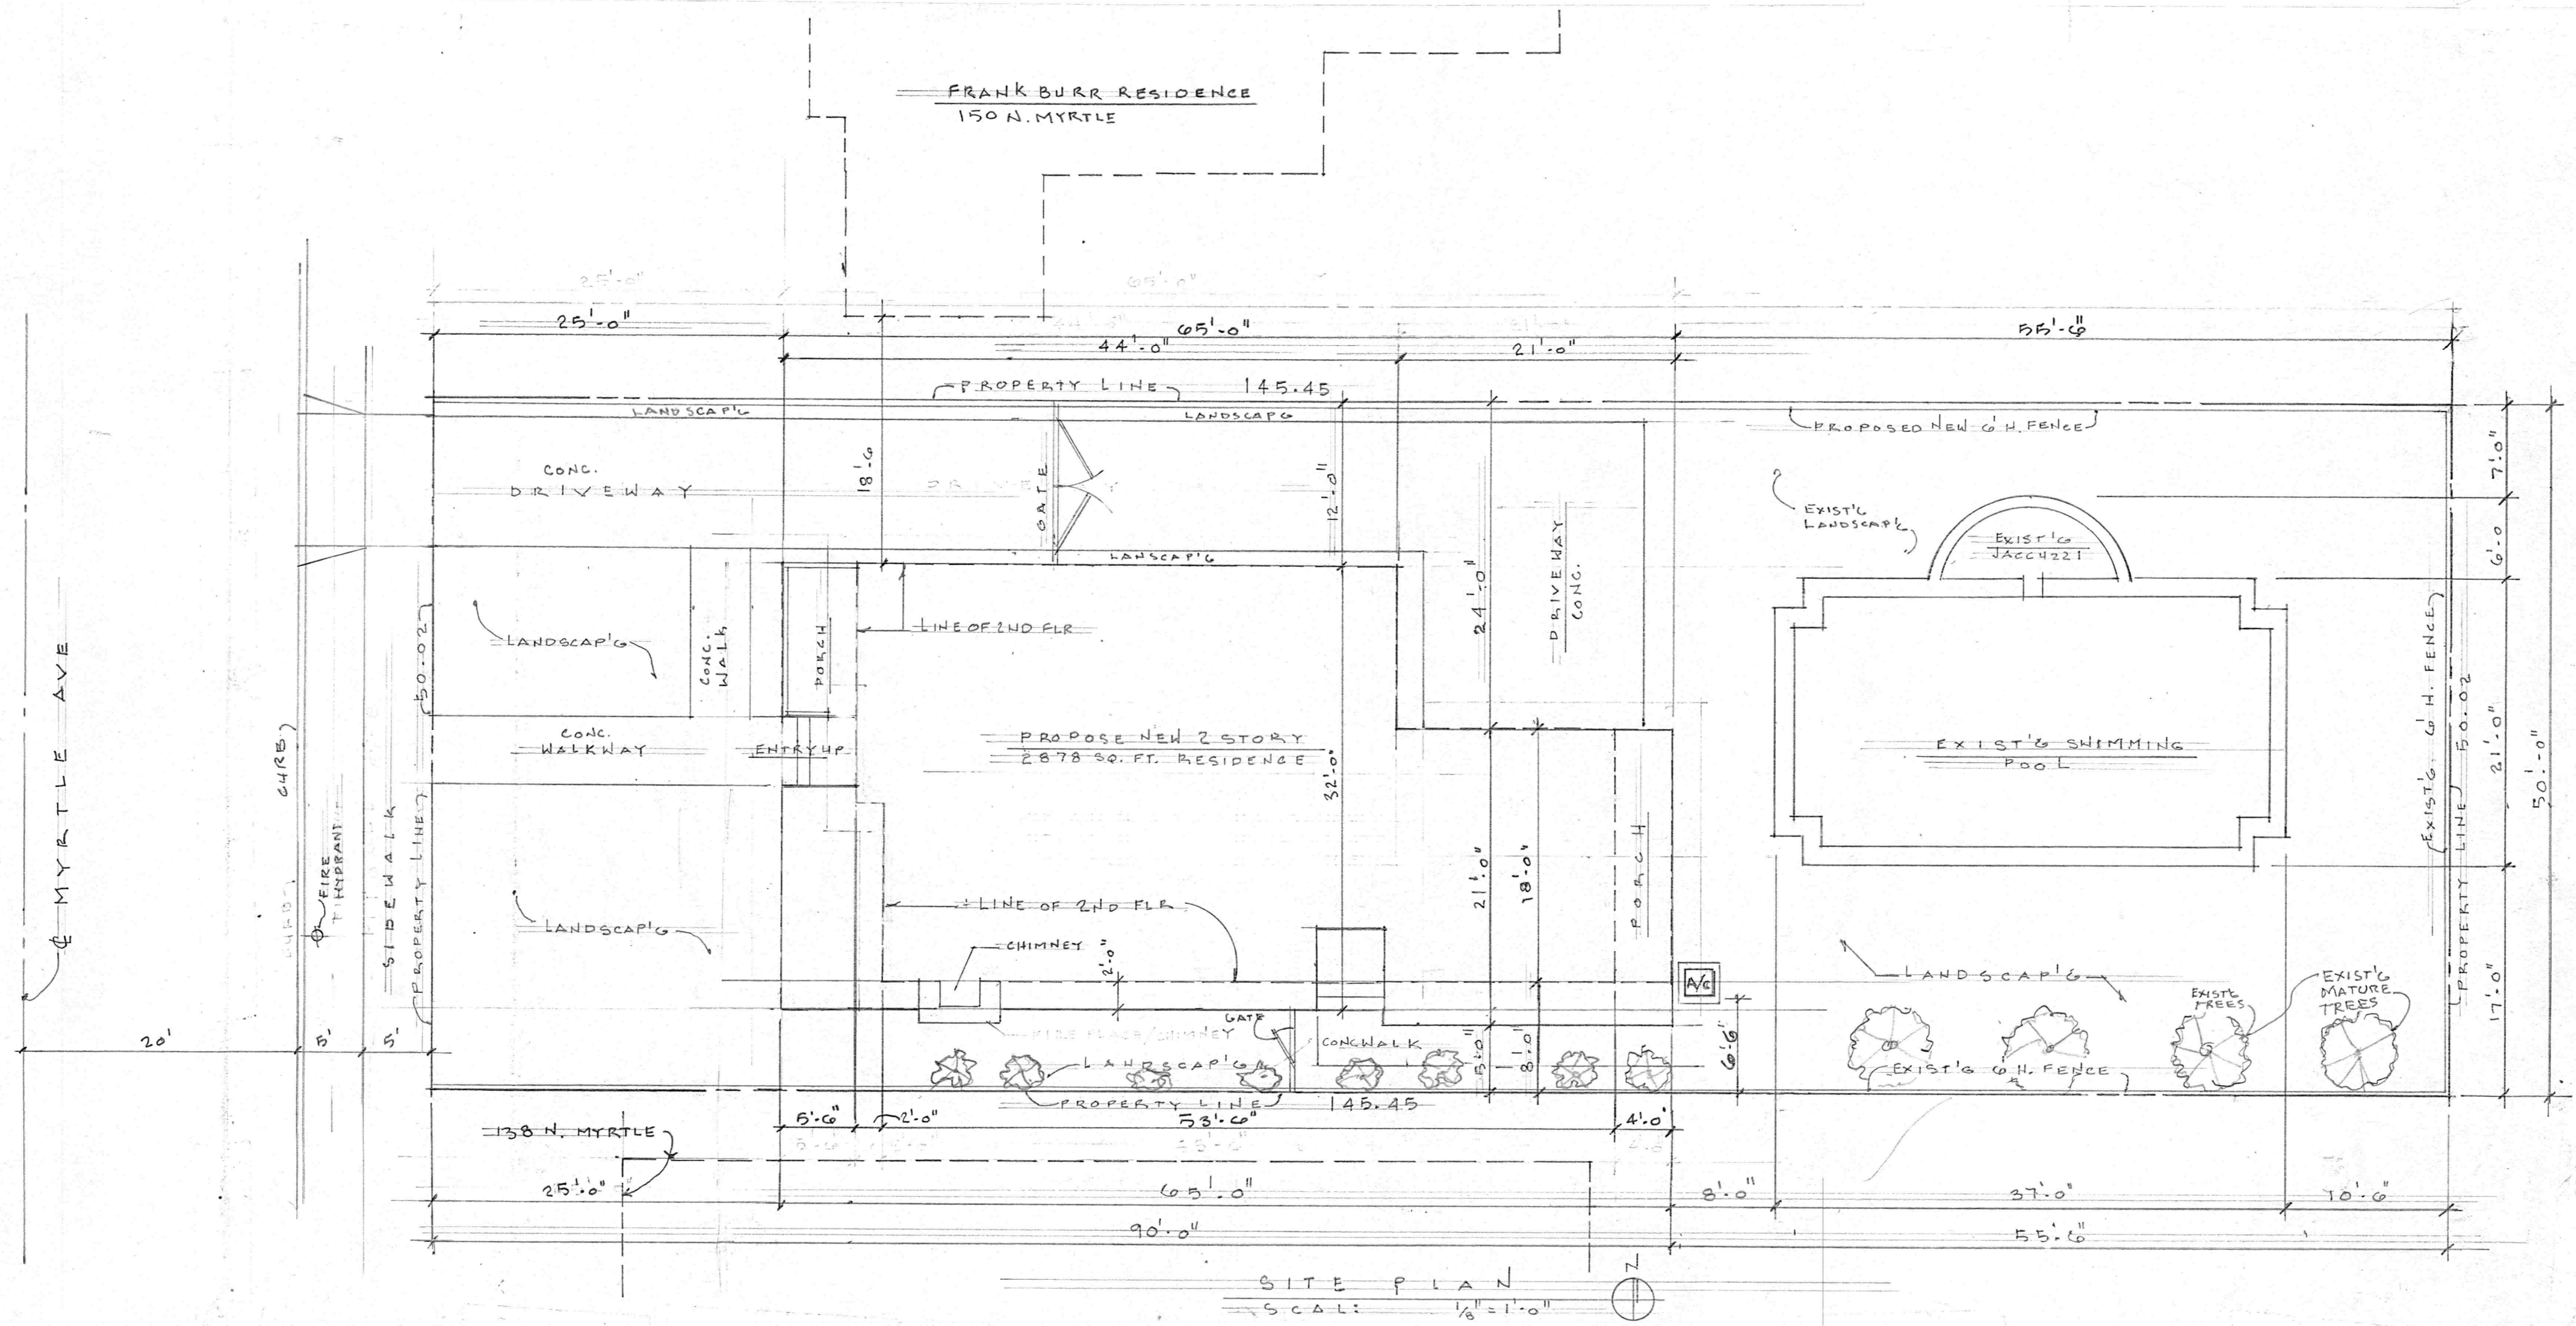 FRANK BURR RESIDENCE
150 N. MYRTLE
25'-0"
65'-0"
25'-0"
65'-0"
55'-6"
44'-0"
21'-0"
PROPERTY LINE 145.45
LANDSCAP'G
LANDSCAPG
PROPOSED NEW 6' H. FENCE
CONC.
DRIVEWAY
18'-6
GATE
12'-0"
7'-0"
EXIST'G
LANDSCAP'G
EXIST'G
JACCUZZI
6'-0
LANSCAP'G
24'-0"
DRIVEWAY
CONC.
LINE OF 2ND FLR
LANDSCAP'G
CONC.
WALK
PORCH
50.02
MYRTLE AVE
CURB
CONC.
WALKWAY
ENTRY UP
PROPOSE NEW 2 STORY
2878 SQ. FT. RESIDENCE
32'-0"
EXIST'G SWIMMING
POOL
EXIST'G 6' H. FENCE
PROPERTY LINE 50.02
21'-0"
50'-0"
FIRE
HYDRANT
SIDEWALK
PROPERTY LINE
LINE OF 2ND FLR
LANDSCAP'G
CHIMNEY
2'-0"
21'-0"
18'-0"
PORCH
A/C
LANDSCAP'G
EXIST'G
TREES
EXIST'G
MATURE
TREES
17'-0"
GATE
CONC WALK
5'-0"
8'-0"
6'-6"
LANDSCAP'G
EXIST'G 6' H. FENCE
20'
5'
5'
PROPERTY LINE 145.45
5'-6"
2'-0"
53'-6"
4'-0"
138 N. MYRTLE
25'-0"
65'-0"
8'-0"
37'-0"
10'-6"
90'-0"
55'-6"
SITE PLAN
SCAL: 1/8" = 1'-0"
N